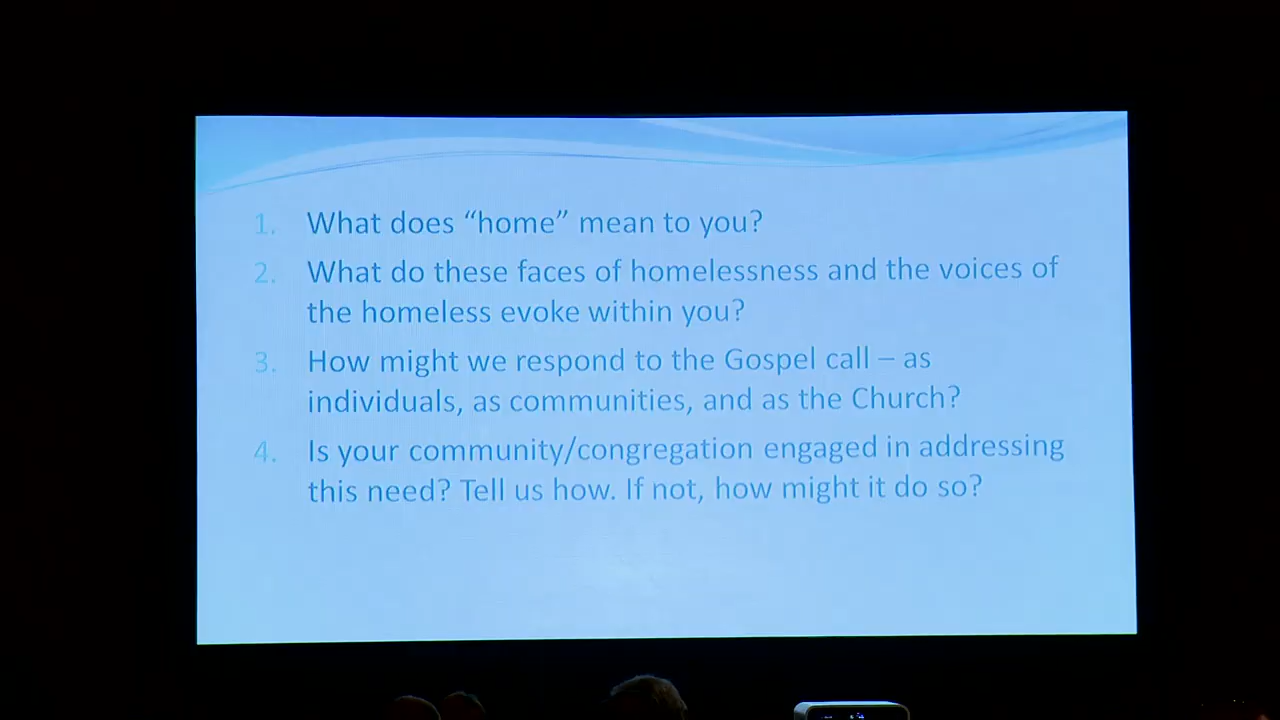 1. What does “home” mean to you?
2. What do these faces of homelessness and the voices of
the homeless evoke within you?
3. How might we respond to the Gospel call – as
individuals, as communities, and as the Church?
4. Is your community/congregation engaged in addressing
this need? Tell us how. If not, how might it do so?